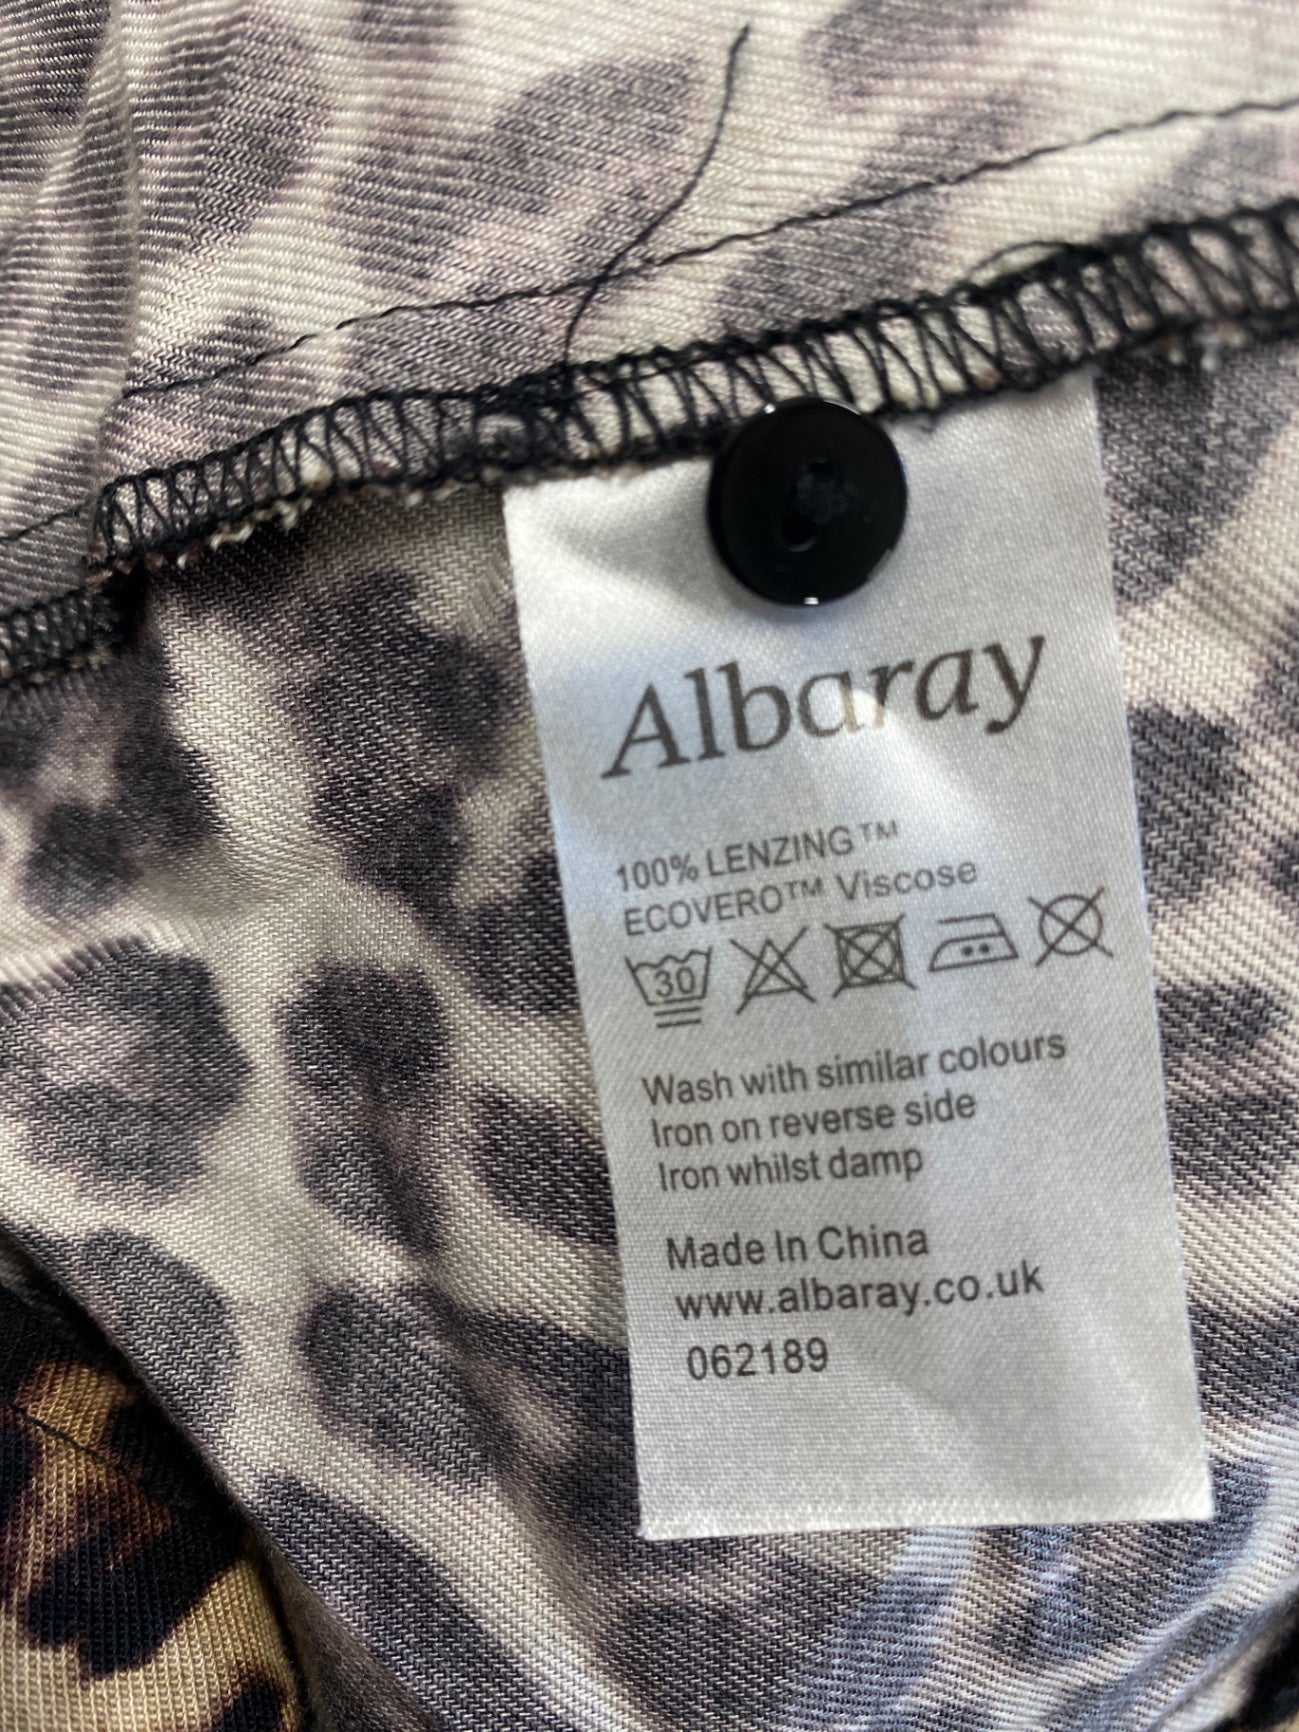 Albaray
100% LENZING™
ECOVERO™ Viscose
30
Wash with similar colours
Iron on reverse side
Iron whilst damp
Made In China
www.albaray.co.uk
062189